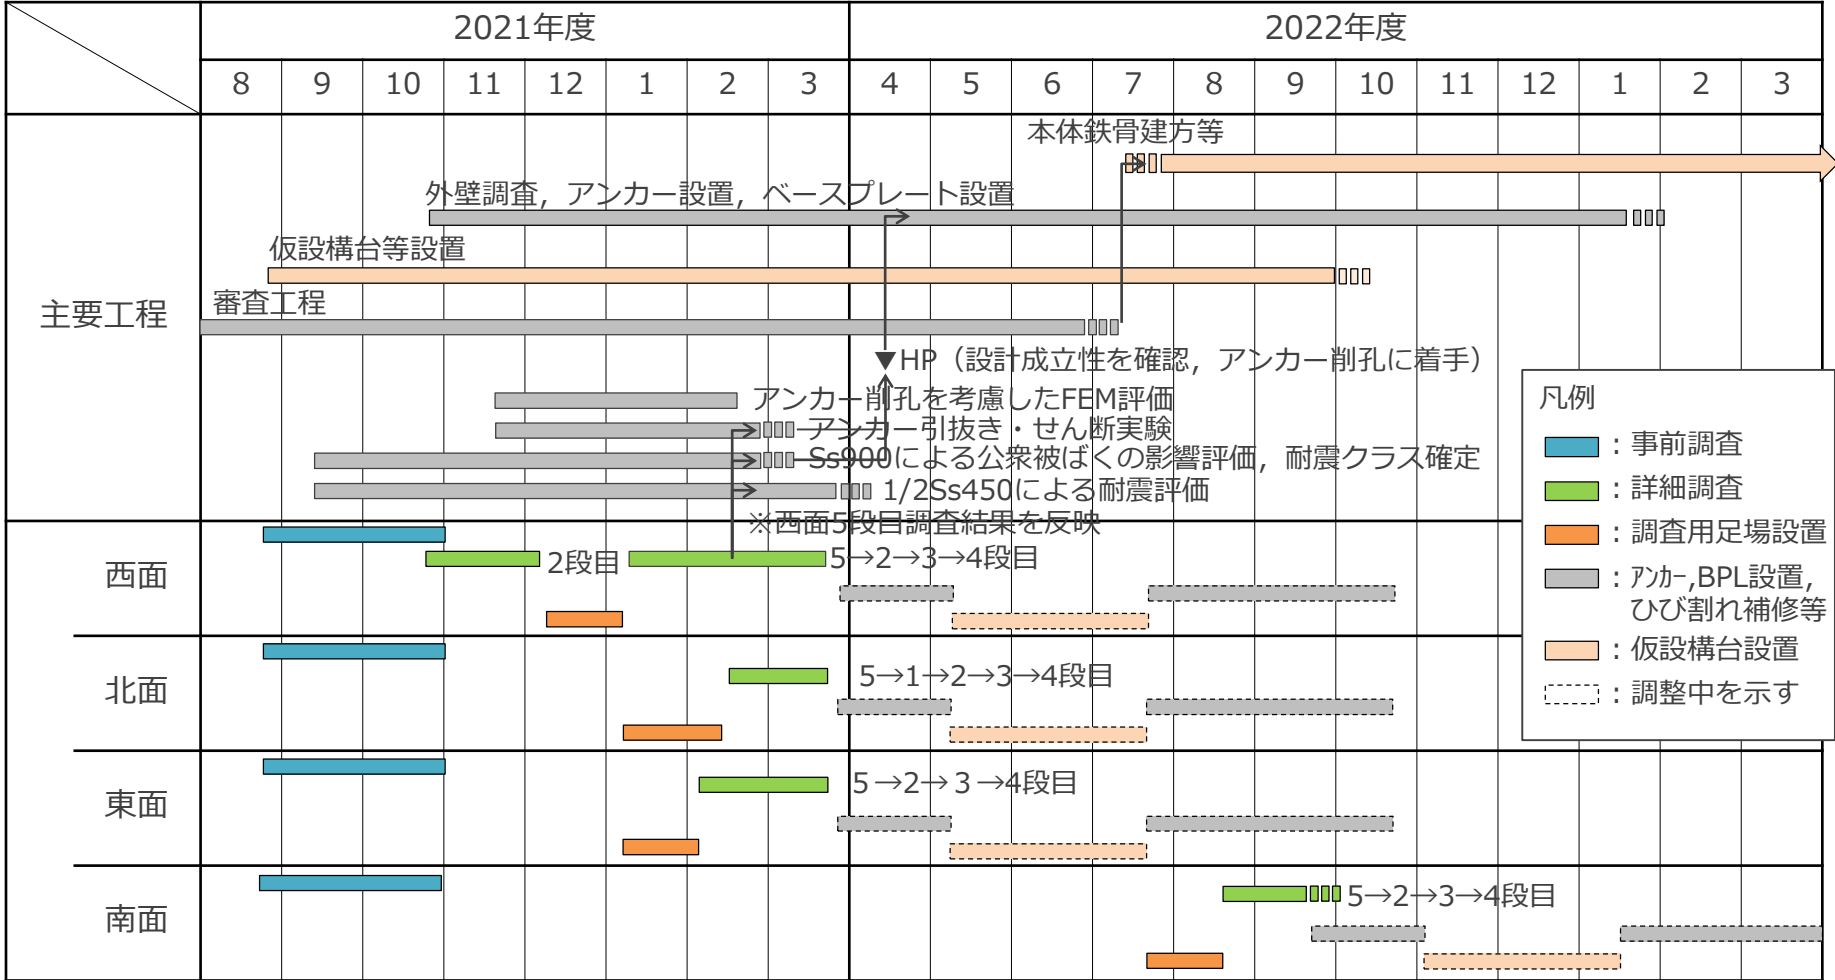 2021年度
2022年度
8 9 10 11 12 1 2 3 4 5 6 7 8 9 10 11 12 1 2 3
主要工程
本体鉄骨建方等
外壁調査，アンカー設置，ベースプレート設置
仮設構台等設置
審査工程
▼HP（設計成立性を確認，アンカー削孔に着手）
アンカー削孔を考慮したFEM評価
アンカー引抜き・せん断実験
Ss900による公衆被ばくの影響評価，耐震クラス確定
1/2Ss450による耐震評価
※西面5段目調査結果を反映
西面
2段目
5→2→3→4段目
北面
5→1→2→3→4段目
東面
5→2→３→4段目
南面
5→2→3→4段目
凡例
：事前調査
：詳細調査
：調査用足場設置
：ｱﾝｶｰ,BPL設置，
ひび割れ補修等
：仮設構台設置
：調整中を示す